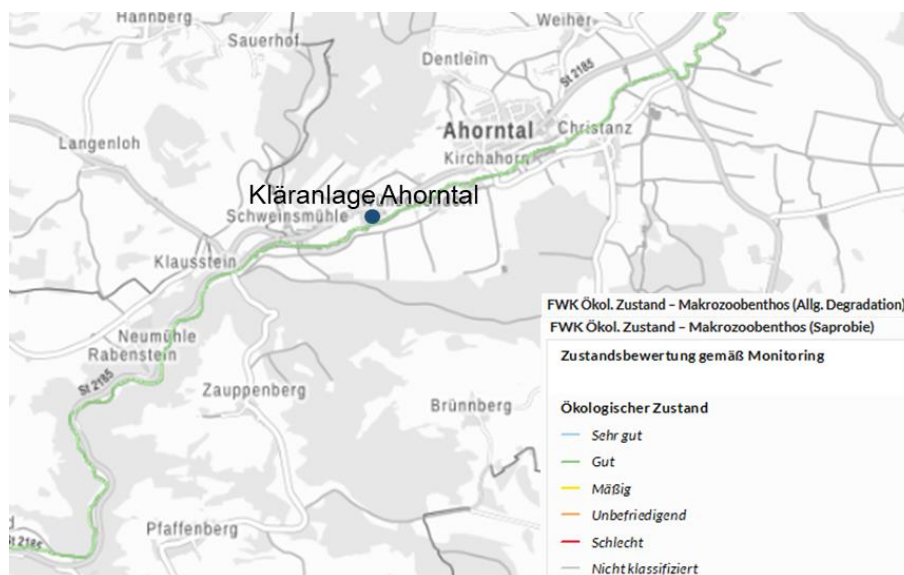 Hannberg
Weiher
Sauerhof
Dentlein
St 2185
Langenloh
Ahorntal
Christanz
Kirchahorn
Kläranlage Ahorntal
Schweinsmühle
Klausstein
FWK Ökol. Zustand – Makrozoobenthos (Allg. Degradation)
FWK Ökol. Zustand – Makrozoobenthos (Saprobie)
Neumühle
Rabenstein
Zustandsbewertung gemäß Monitoring
St 2185
Zauppenberg
Brünnberg
Ökologischer Zustand
Sehr gut
Gut
Mäßig
Unbefriedigend
Pfaffenberg
Schlecht
St 2185
Nicht klassifiziert